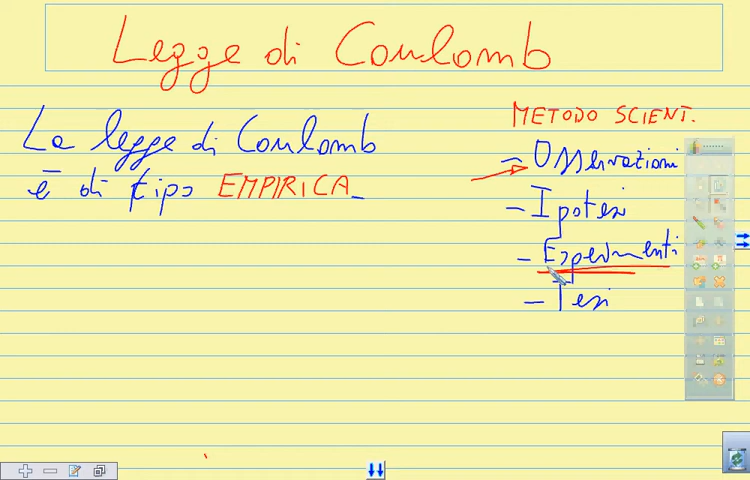 Legge di Coulomb
La legge di Coulomb
è di tipo EMPIRICA
METODO SCIENT.
- Osservazioni
- Ipotesi
- Esperimenti
- Tesi